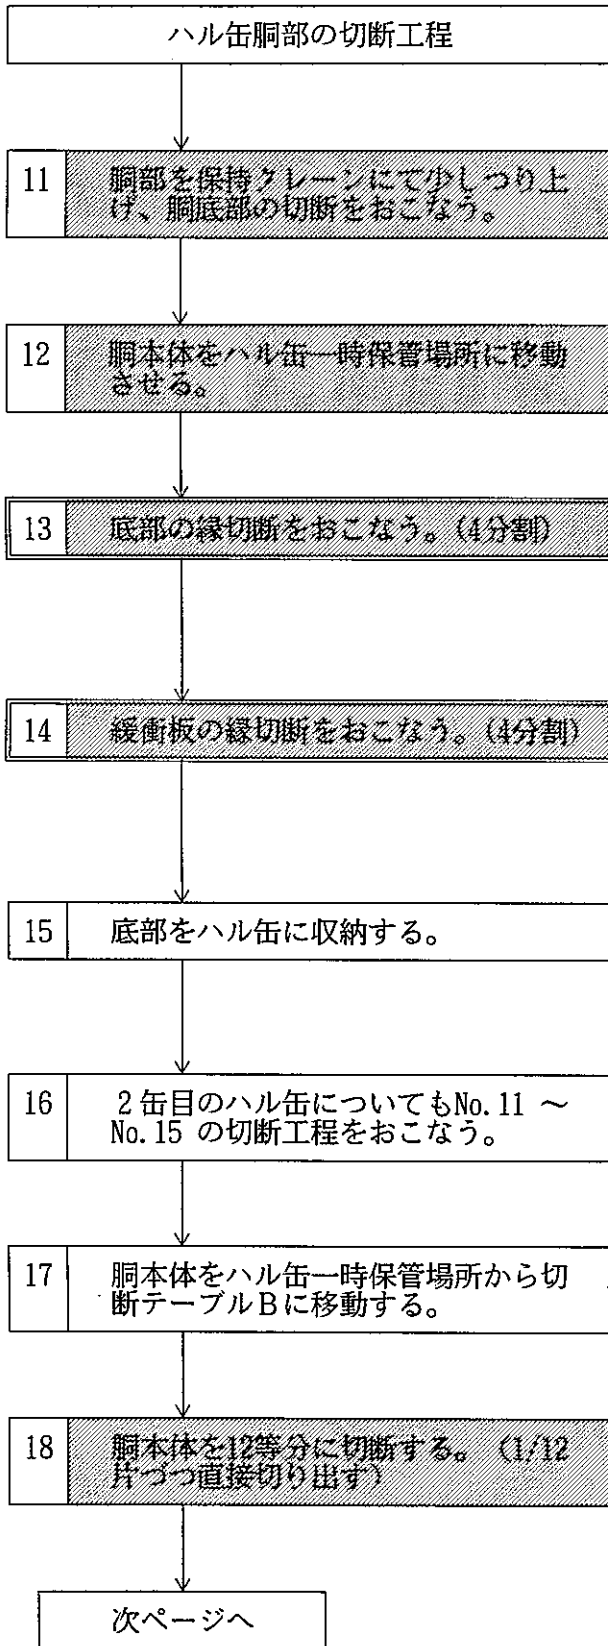 ハル缶胴部の切断工程
11 胴部を保持クレーンにて少しつり上
げ、胴底部の切断をおこなう。
12 胴本体をハル缶一時保管場所に移動
させる。
13 底部の縁切断をおこなう。(4分割)
14 緩衝板の縁切断をおこなう。(4分割)
15 底部をハル缶に収納する。
16 2缶目のハル缶についてもNo.11 ~
No.15 の切断工程をおこなう。
17 胴本体をハル缶一時保管場所から切
断テーブルBに移動する。
18 胴本体を12等分に切断する。 (1/12
片づつ直接切り出す)
次ページへ